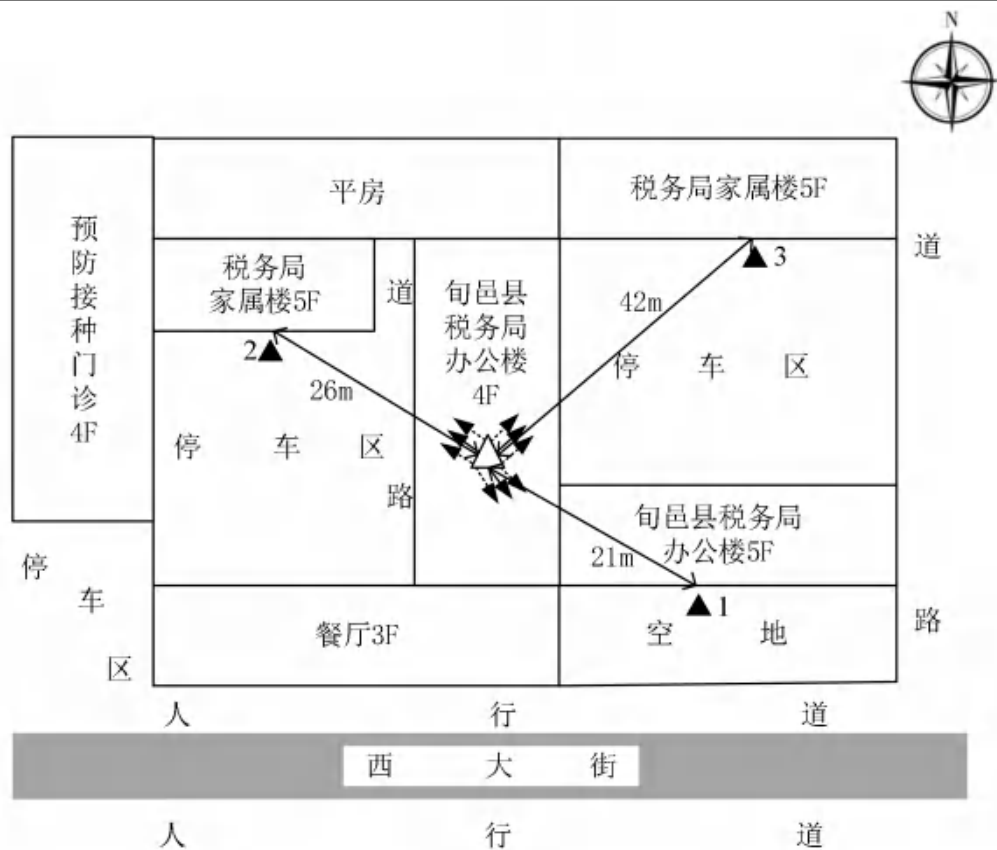 N
平房
税务局家属楼5F
预防接种门诊4F
税务局
家属楼5F
道
旬邑县
税务局
办公楼
4F
道
3
42m
2
26m
停车区
停车区
路
旬邑县税务局
办公楼5F
21m
停车区
1
餐厅3F
空地
路
人行道
西大街
人行道